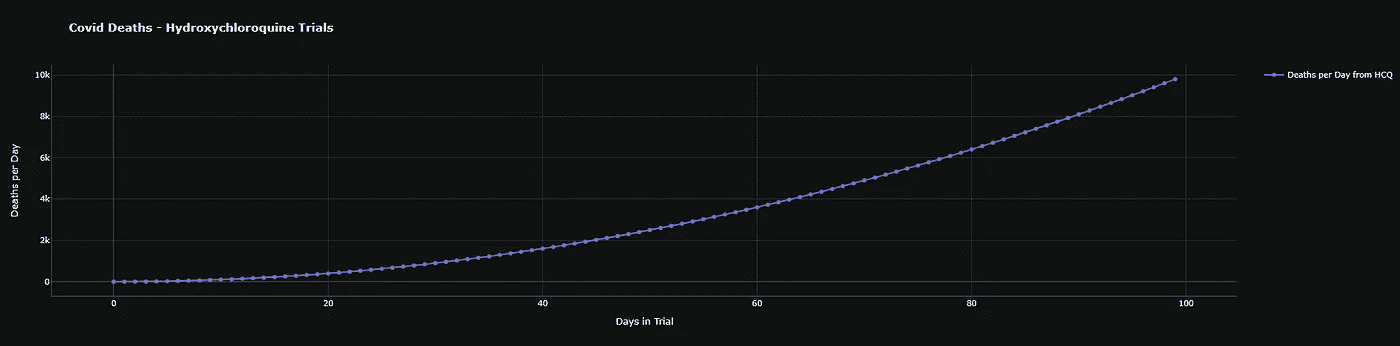 Covid Deaths - Hydroxychloroquine Trials
Deaths per Day from HCQ
Deaths per Day
10k
8k
6k
4k
2k
0
0 20 40 60 80 100
Days in Trial